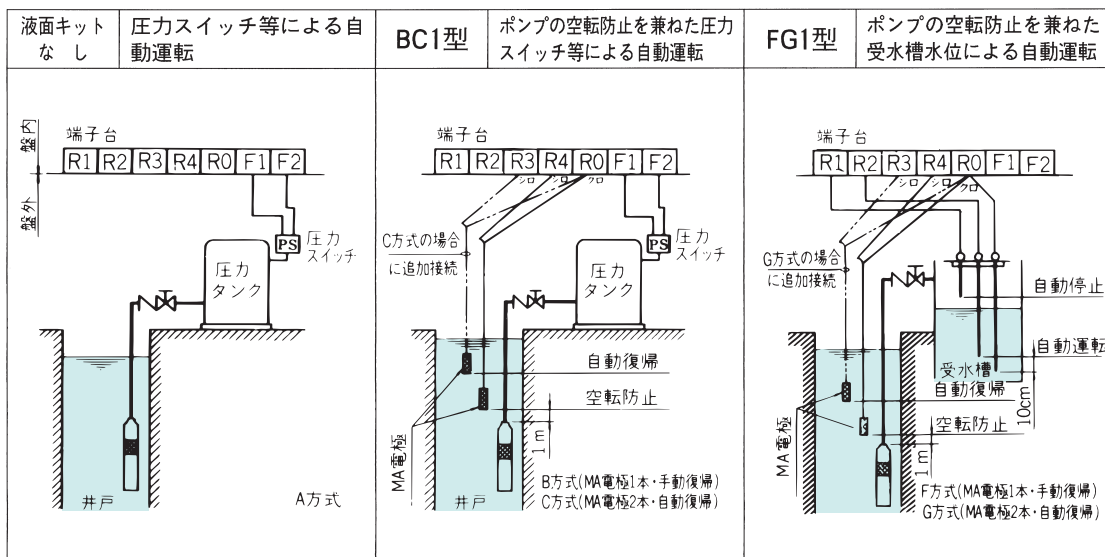 液面キット
なし
圧力スイッチ等による自
動運転
盤内
盤外
端子台
R1 R2 R3 R4 R0 F1 F2
PS
圧力
スイッチ
圧力
タンク
井戸
A方式
BC1型
ポンプの空転防止を兼ねた圧力
スイッチ等による自動運転
端子台
R1 R2 R3 R4 R0 F1 F2
シロ シロ クロ
C方式の場合
に追加接続
PS
圧力
スイッチ
圧力
タンク
自動復帰
空転防止
1m
MA電極
井戸
B方式(MA電極1本・手動復帰)
C方式(MA電極2本・自動復帰)
FG1型
ポンプの空転防止を兼ねた
受水槽水位による自動運転
端子台
R1 R2 R3 R4 R0 F1 F2
シロ シロ クロ
G方式の場合
に追加接続
自動停止
自動運転
受水槽
10cm
自動復帰
空転防止
1m
MA電極
井戸
F方式(MA電極1本・手動復帰)
G方式(MA電極2本・自動復帰)